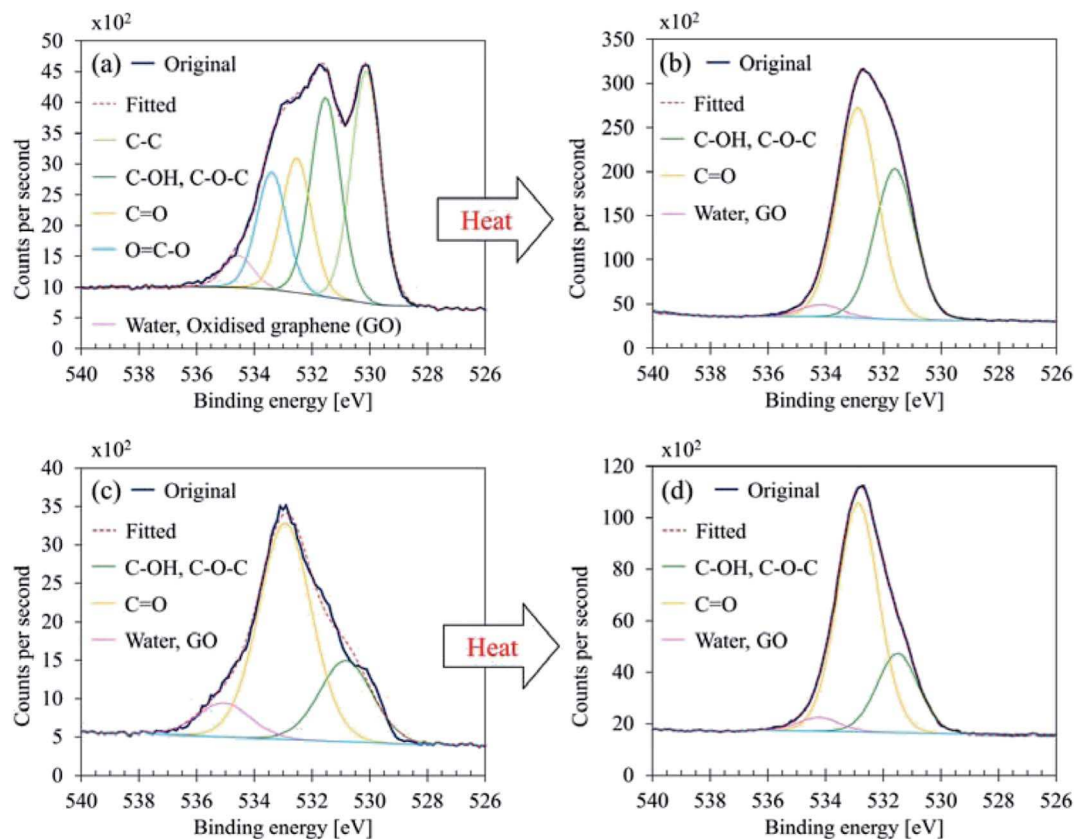 x10²
(a)
Original
Fitted
C-C
C-OH, C-O-C
C=O
O=C-O
Water, Oxidised graphene (GO)
50
45
40
35
30
25
20
15
10
5
0
540 538 536 534 532 530 528 526
Counts per second
Binding energy [eV]
Heat
x10²
(b)
Original
Fitted
C-OH, C-O-C
C=O
Water, GO
350
300
250
200
150
100
50
0
540 538 536 534 532 530 528 526
Counts per second
Binding energy [eV]
x10²
(c)
Original
Fitted
C-OH, C-O-C
C=O
Water, GO
40
35
30
25
20
15
10
5
0
540 538 536 534 532 530 528 526
Counts per second
Binding energy [eV]
Heat
x10²
(d)
Original
Fitted
C-OH, C-O-C
C=O
Water, GO
120
100
80
60
40
20
0
540 538 536 534 532 530 528 526
Counts per second
Binding energy [eV]